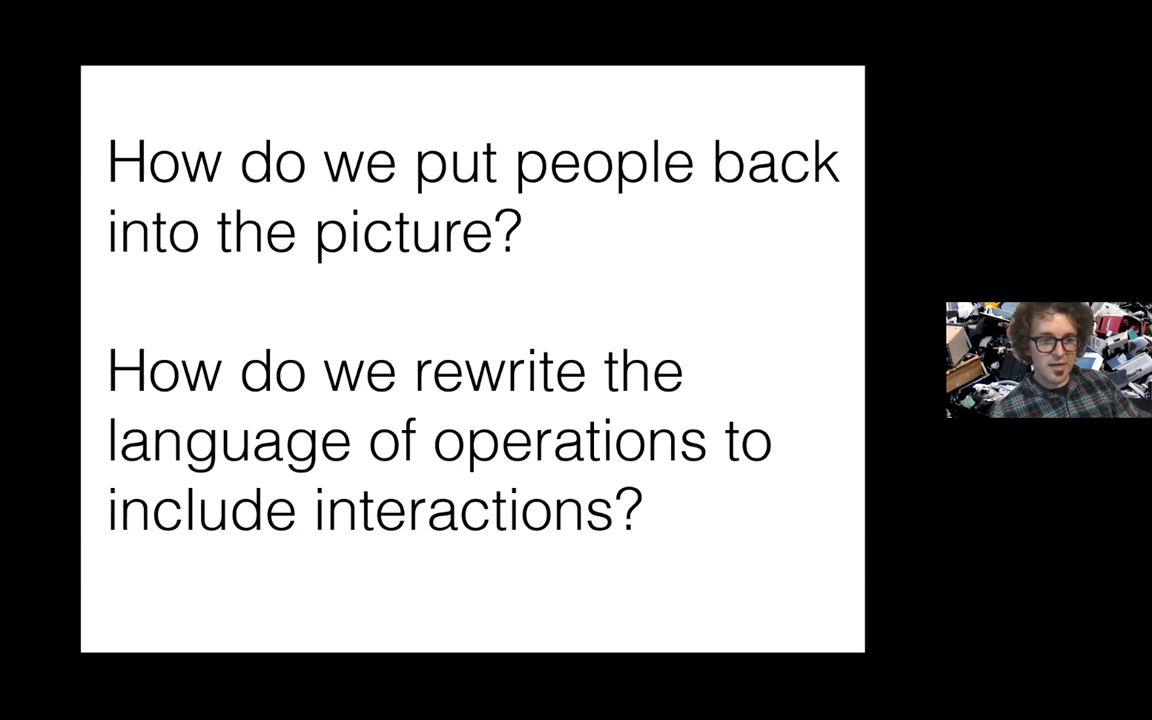 How do we put people back
into the picture?
How do we rewrite the
language of operations to
include interactions?